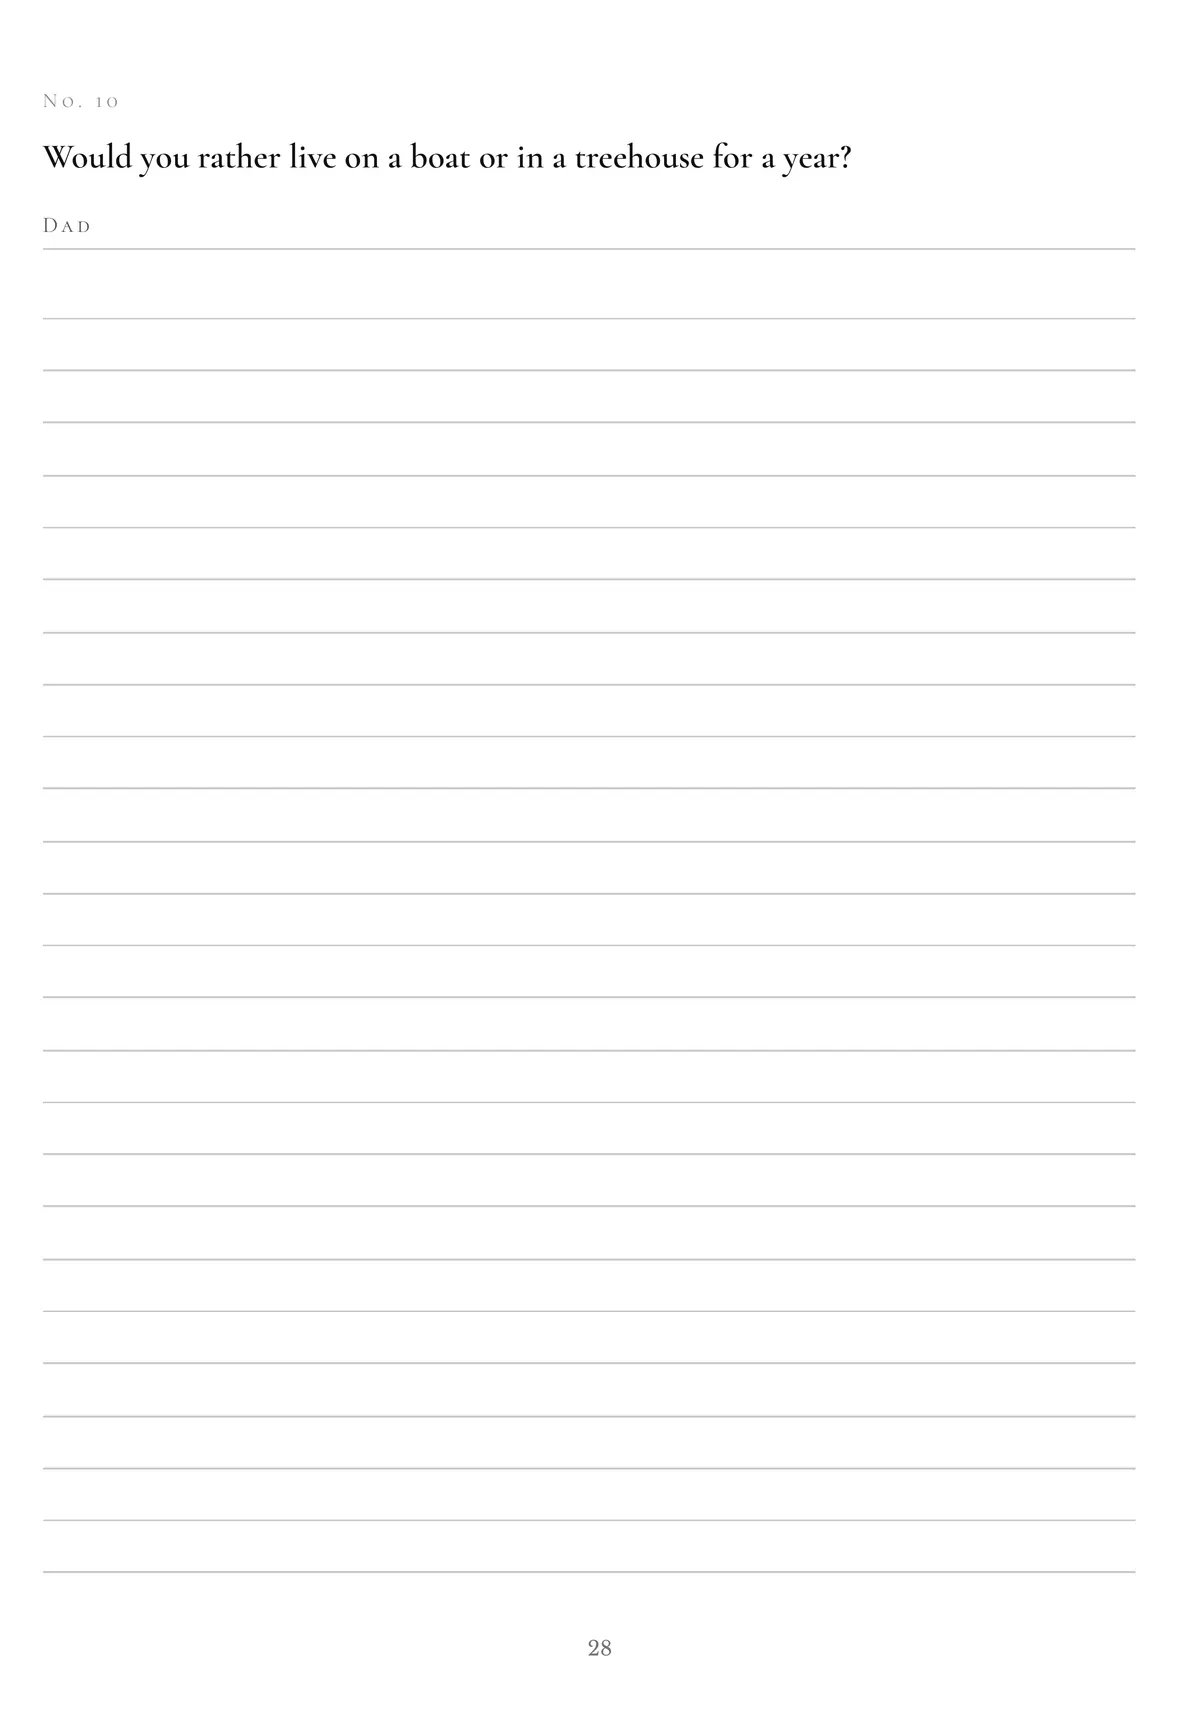 No. 10
Would you rather live on a boat or in a treehouse for a year?
Dad
28